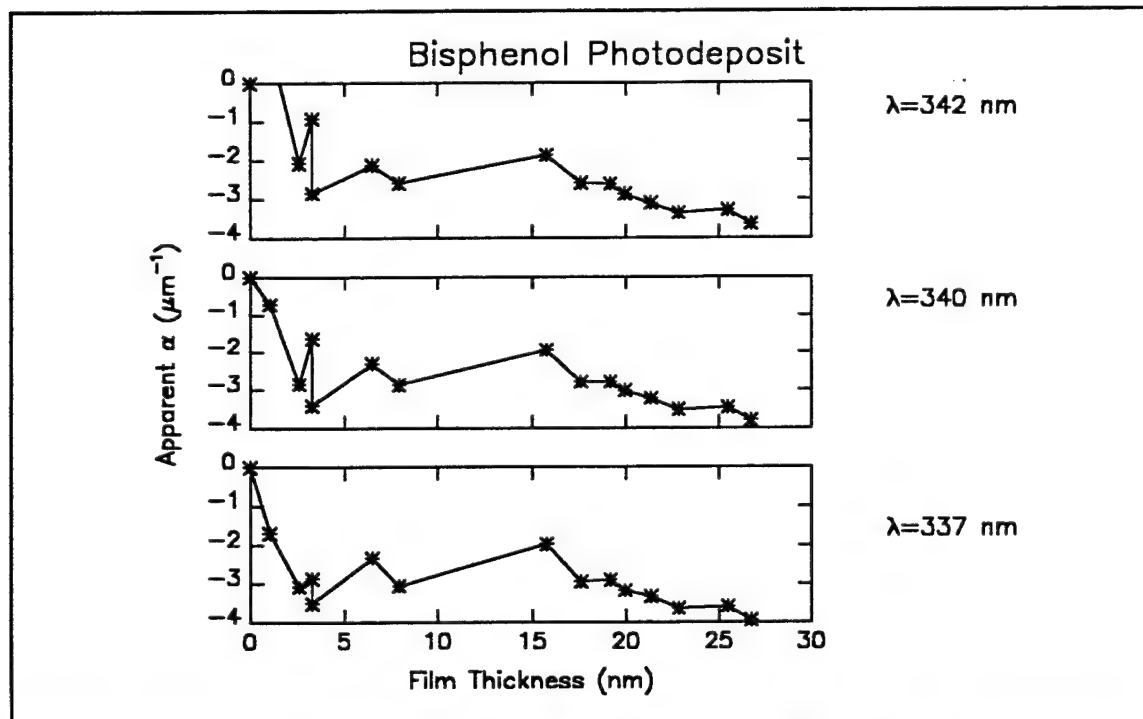 Bisphenol Photodeposit
0
−1
−2
−3
−4
λ=342 nm
0
−1
−2
−3
−4
λ=340 nm
Apparent α (μm⁻¹)
0
−1
−2
−3
−4
λ=337 nm
0 5 10 15 20 25 30
Film Thickness (nm)